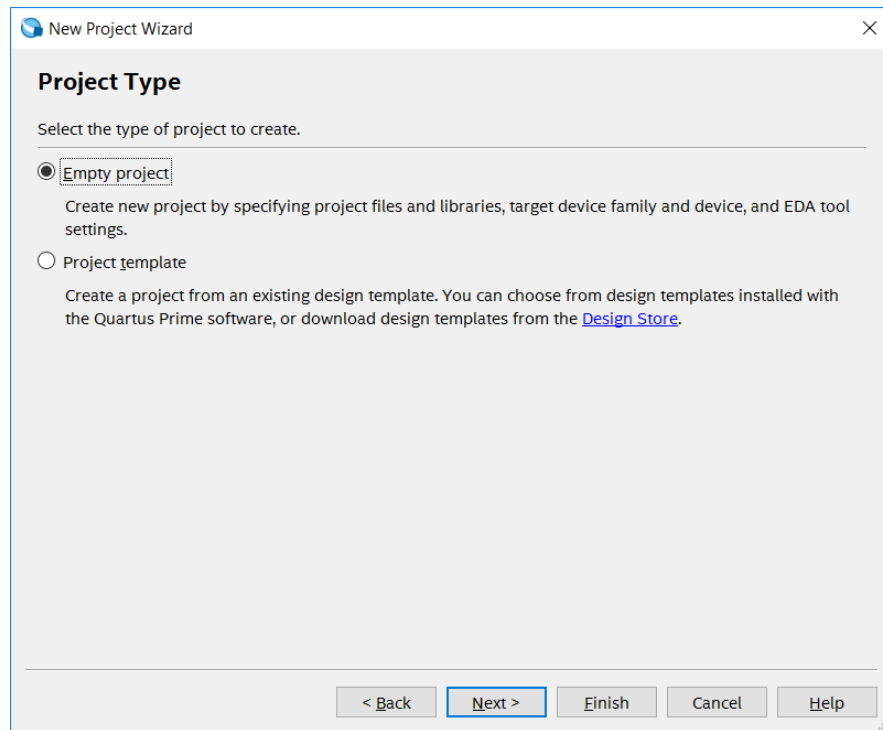 New Project Wizard
Project Type
Select the type of project to create.
Empty project
Create new project by specifying project files and libraries, target device family and device, and EDA tool
settings.
Project template
Create a project from an existing design template. You can choose from design templates installed with
the Quartus Prime software, or download design templates from the Design Store.
< Back Next > Finish Cancel Help